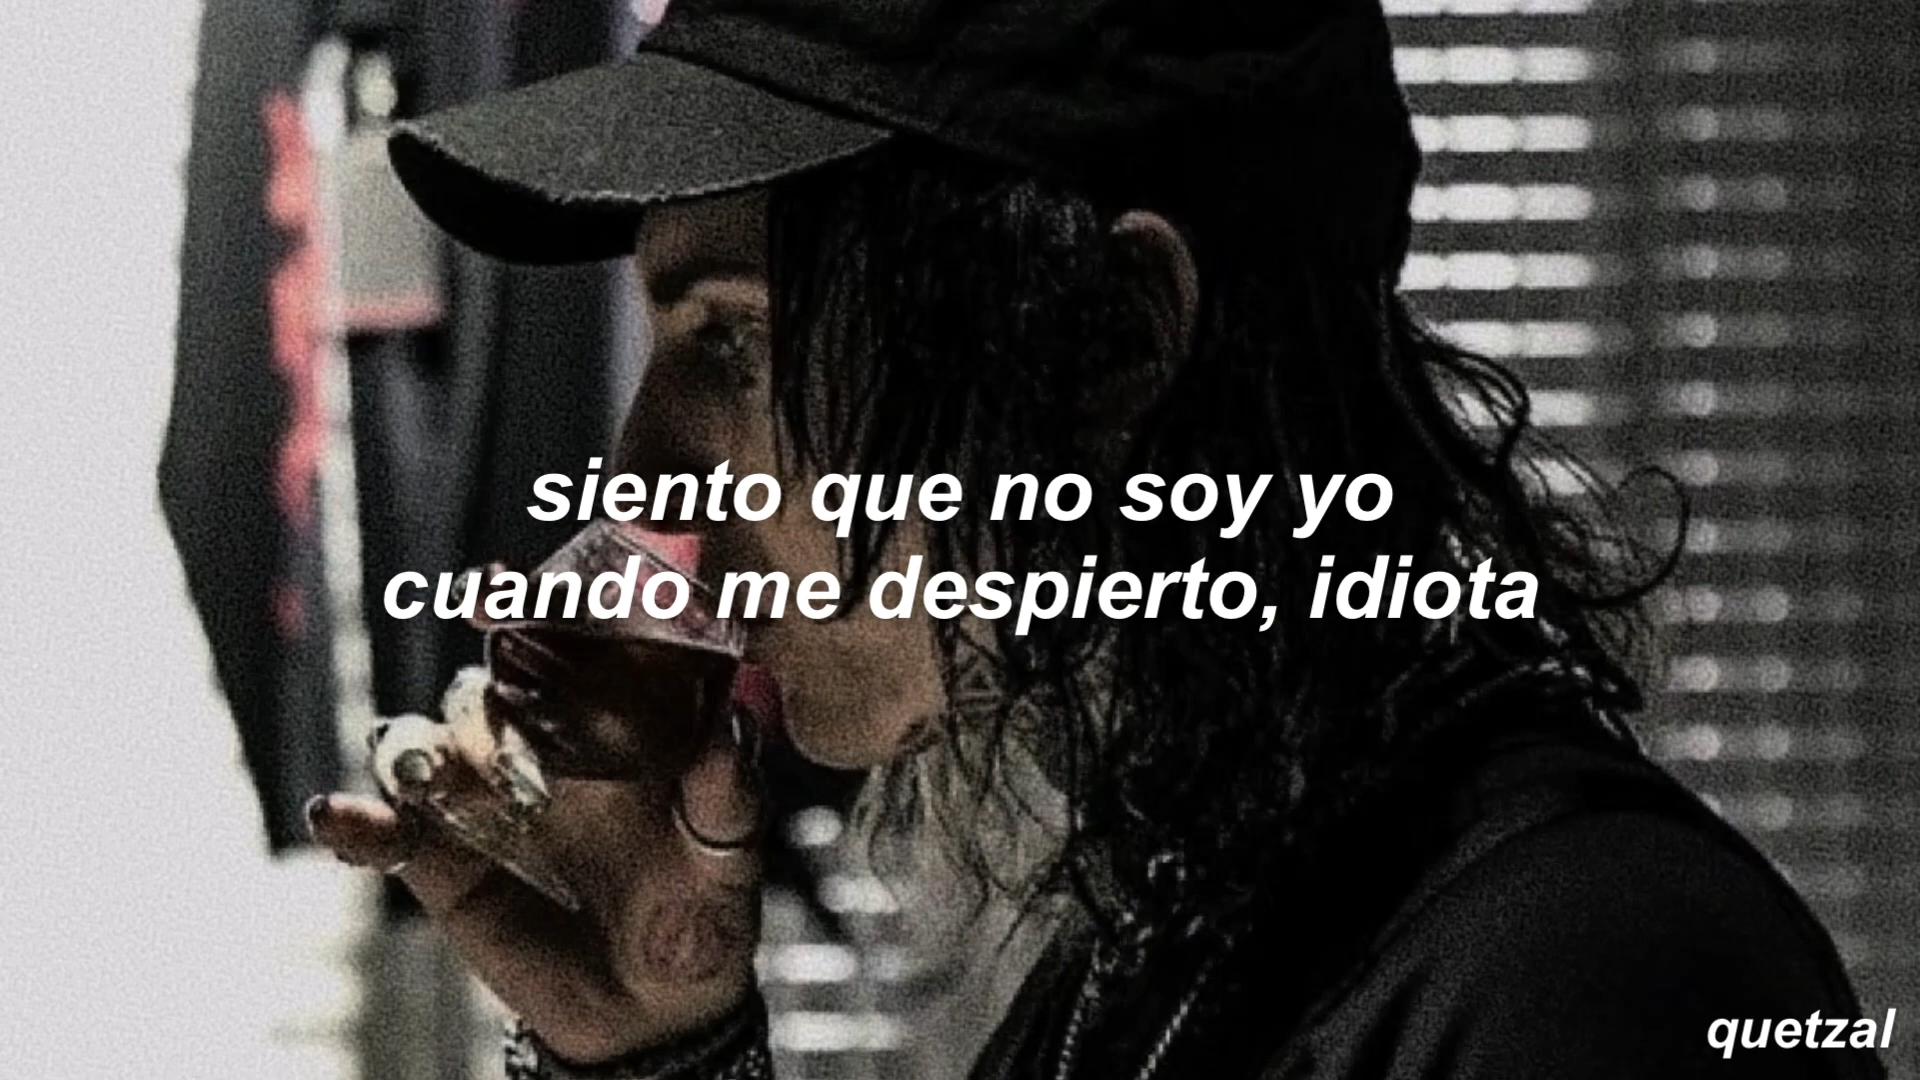 siento que no soy yo
cuando me despierto, idiota
quetzal